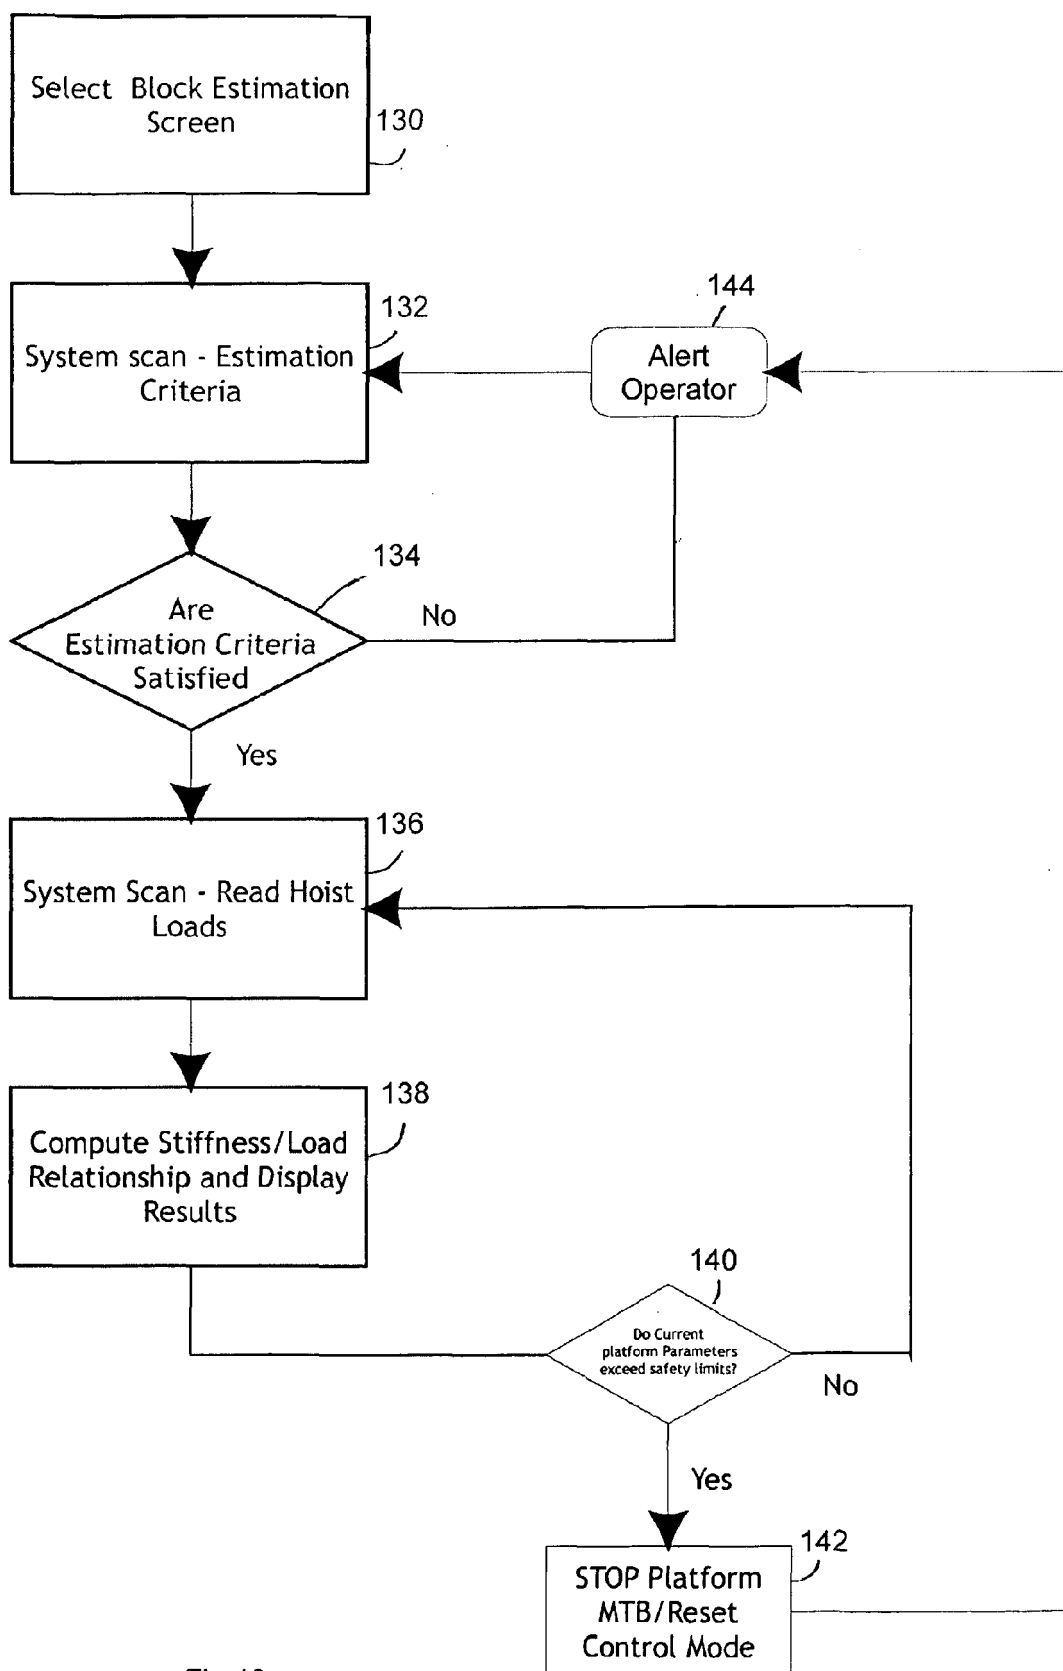 Select Block Estimation
Screen
130
132
System scan - Estimation
Criteria
144
Alert
Operator
134
Are
Estimation Criteria
Satisfied
No
Yes
136
System Scan - Read Hoist
Loads
138
Compute Stiffness/Load
Relationship and Display
Results
140
Do Current
platform Parameters
exceed safety limits?
No
Yes
142
STOP Platform
MTB/Reset
Control Mode